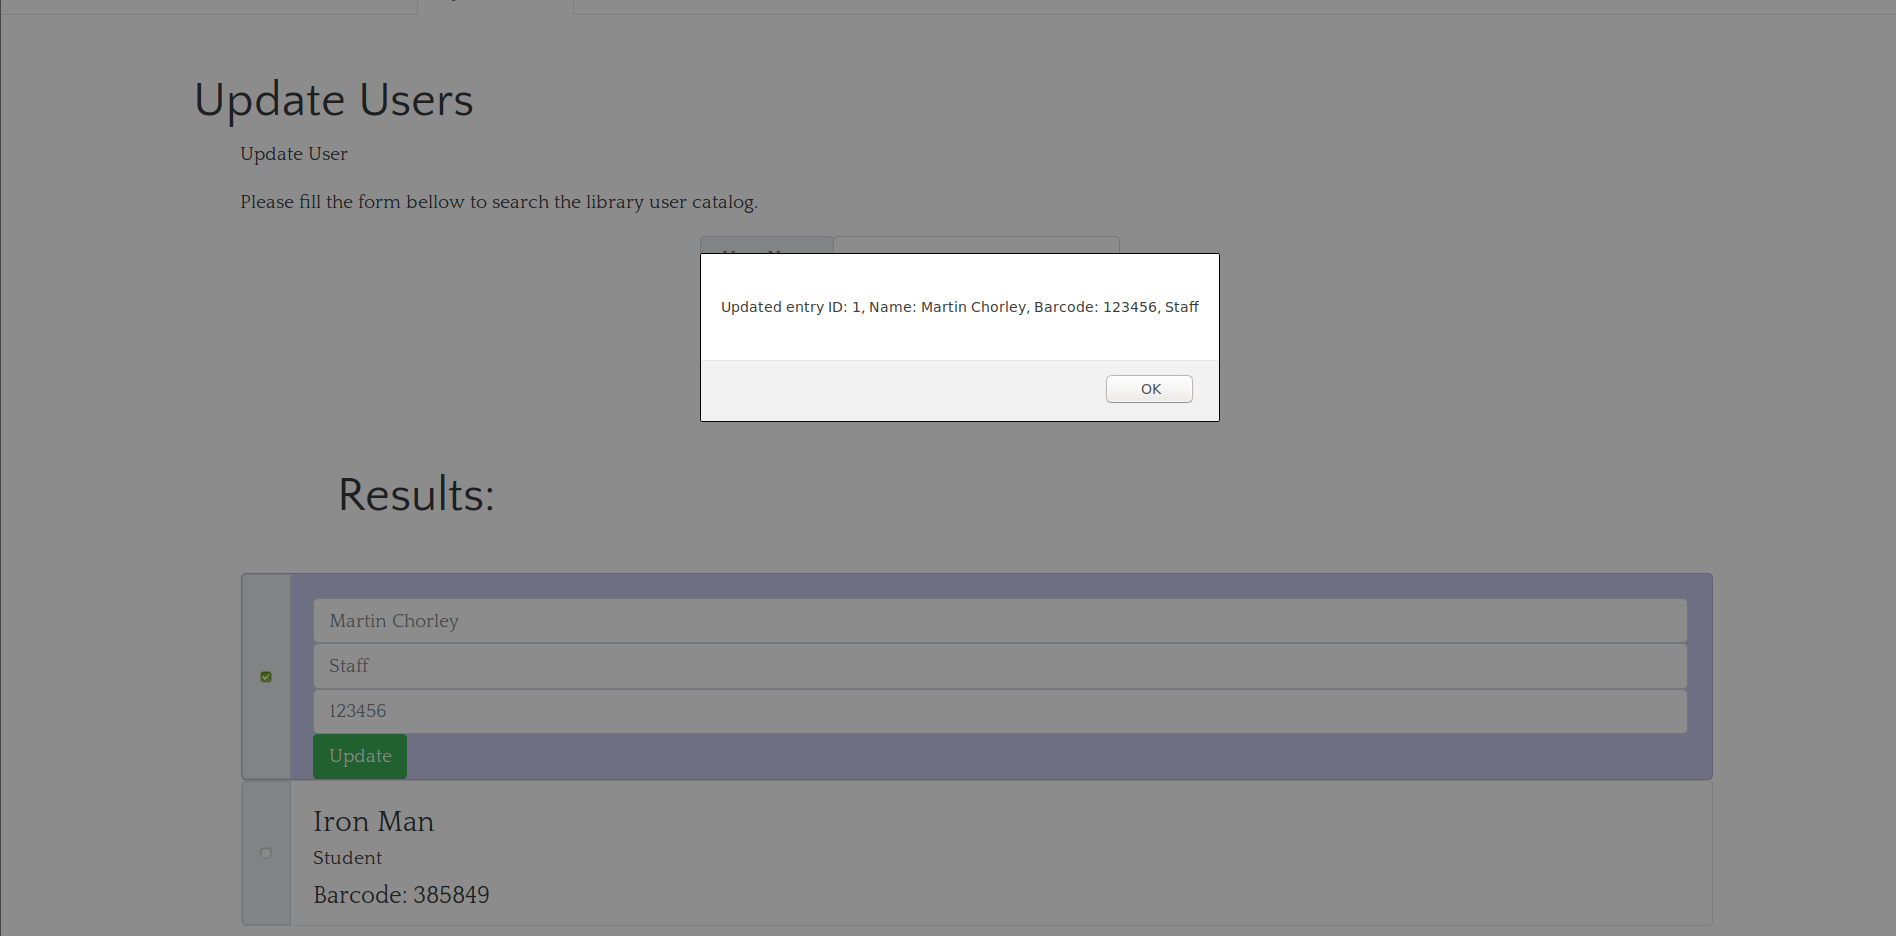 Update Users
Update User
Please fill the form bellow to search the library user catalog.
Updated entry ID: 1, Name: Martin Chorley, Barcode: 123456, Staff
OK
Results:
Martin Chorley
Staff
123456
Update
Iron Man
Student
Barcode: 385849